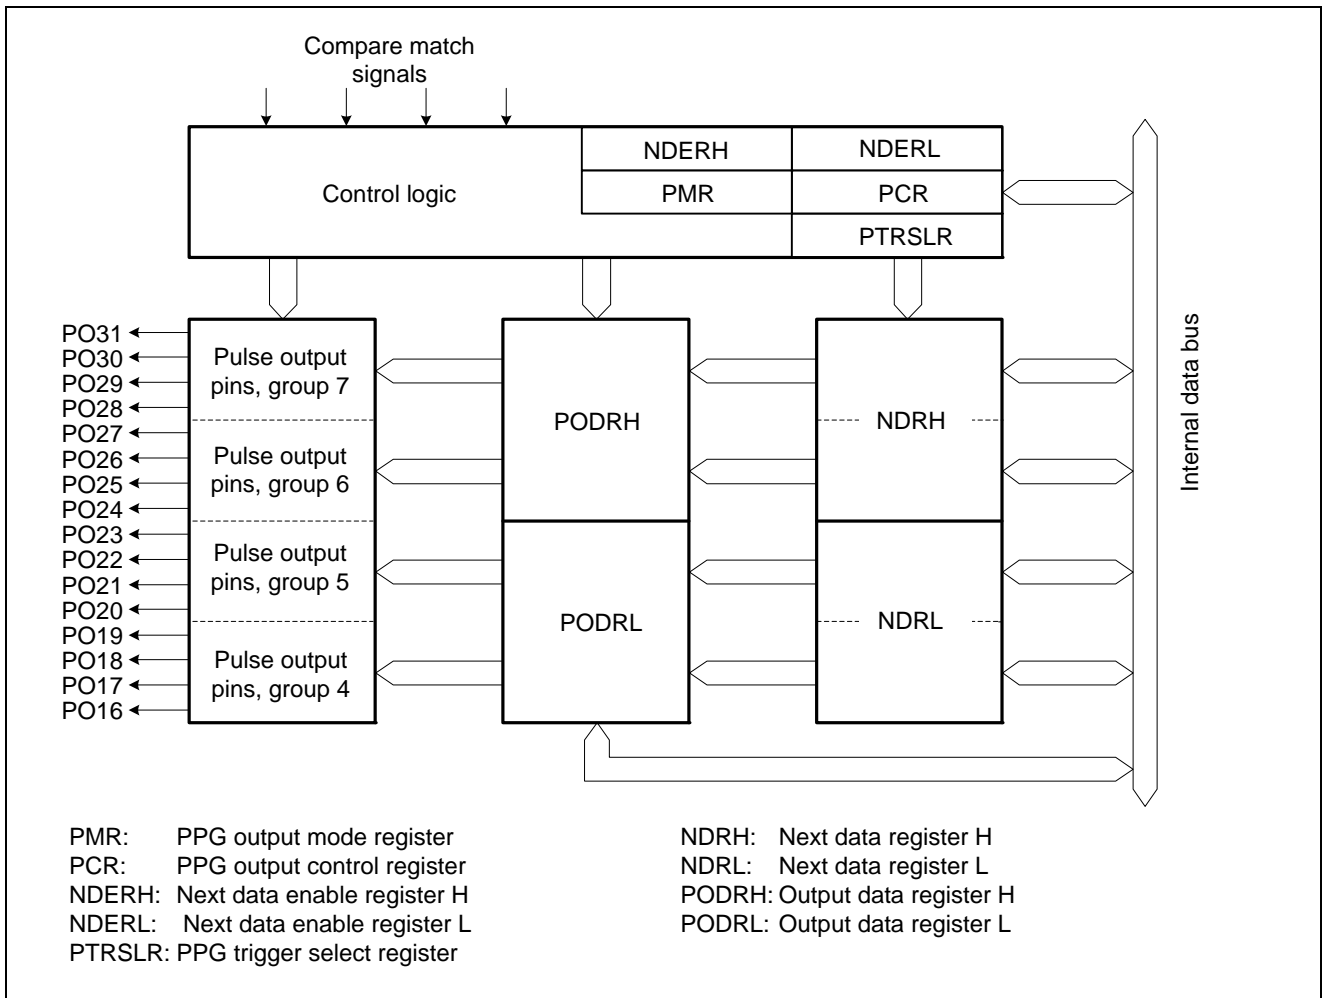 Compare match
signals
NDERH
NDERL
Control logic
PMR
PCR
PTRSLR
PO31
PO30
PO29
PO28
PO27
PO26
PO25
PO24
PO23
PO22
PO21
PO20
PO19
PO18
PO17
PO16
Pulse output
pins, group 7
Pulse output
pins, group 6
Pulse output
pins, group 5
Pulse output
pins, group 4
PODRH
PODRL
NDRH
NDRL
Internal data bus
PMR: PPG output mode register
PCR: PPG output control register
NDERH: Next data enable register H
NDERL: Next data enable register L
PTRSLR: PPG trigger select register
NDRH: Next data register H
NDRL: Next data register L
PODRH: Output data register H
PODRL: Output data register L